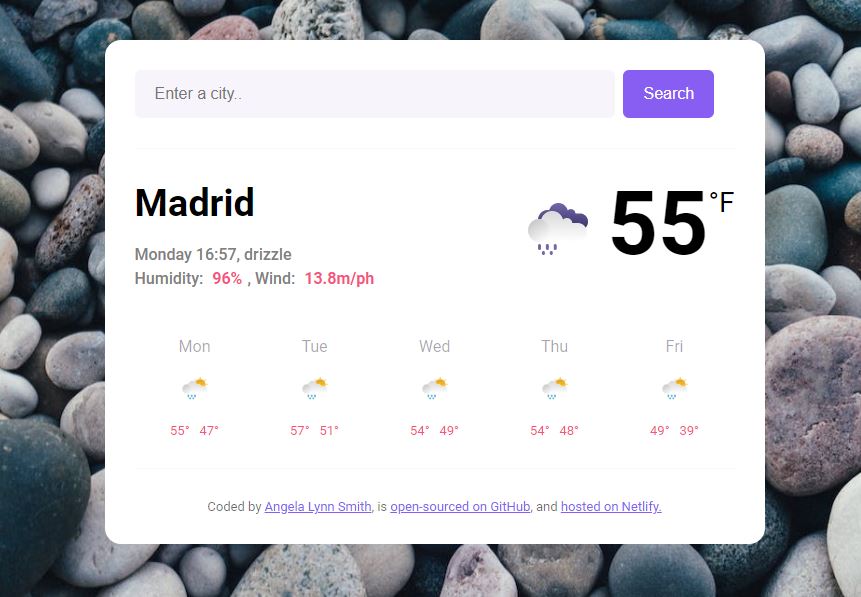 Enter a city..
Search
Madrid
55 °F
Monday 16:57, drizzle
Humidity: 96% , Wind: 13.8m/ph
Mon Tue Wed Thu Fri
55° 47° 57° 51° 54° 49° 54° 48° 49° 39°
Coded by Angela Lynn Smith, is open-sourced on GitHub, and hosted on Netlify.